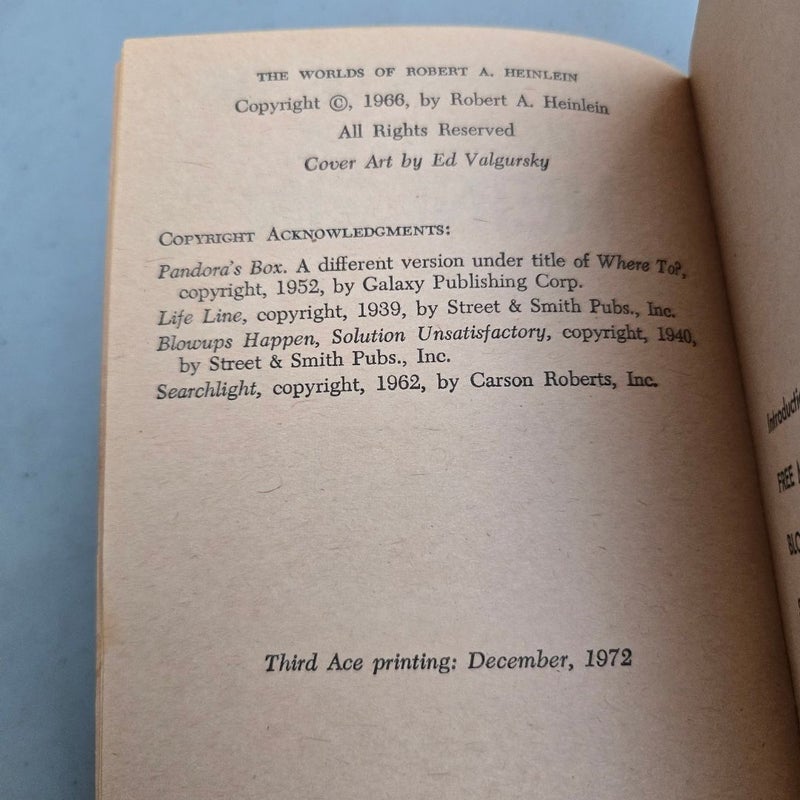 THE WORLDS OF ROBERT A. HEINLEIN
Copyright ©, 1966, by Robert A. Heinlein
All Rights Reserved
Cover Art by Ed Valgursky
COPYRIGHT ACKNOWLEDGMENTS:
Pandora's Box. A different version under title of Where To?,
copyright, 1952, by Galaxy Publishing Corp.
Life Line, copyright, 1939, by Street & Smith Pubs., Inc.
Blowups Happen, Solution Unsatisfactory, copyright, 1940,
by Street & Smith Pubs., Inc.
Searchlight, copyright, 1962, by Carson Roberts, Inc.
Third Ace printing: December, 1972
FREE